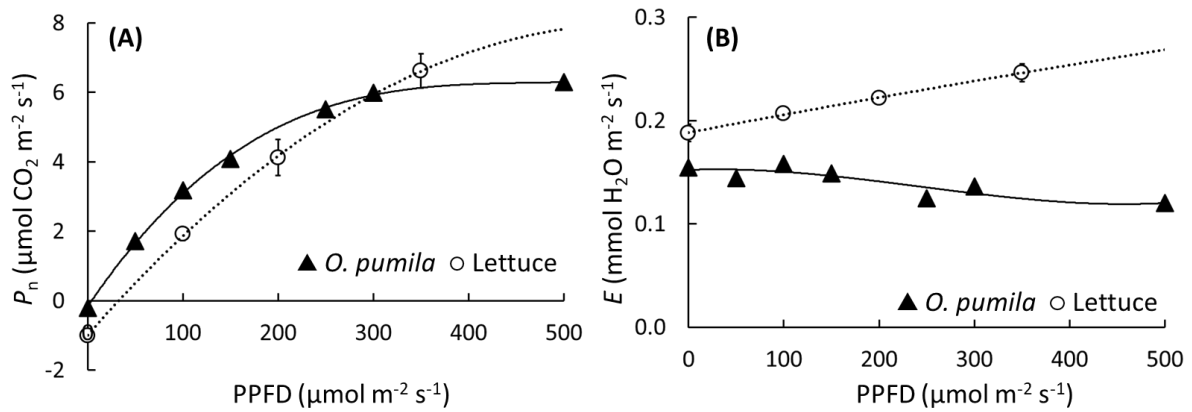 (A)
8
6
4
2
0
-2
100
200
300
400
500
Pn (μmol CO2 m-2 s-1)
PPFD (μmol m-2 s-1)
▲ O. pumila ○ Lettuce
(B)
0.3
0.2
0.1
0.0
0
100
200
300
400
500
E (mmol H2O m-2 s-1)
PPFD (μmol m-2 s-1)
▲ O. pumila ○ Lettuce